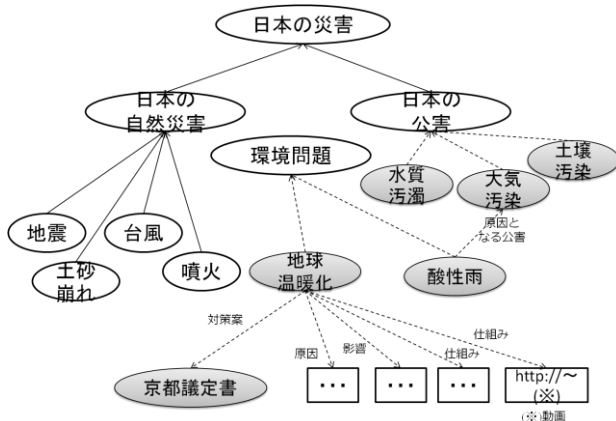 日本の災害
日本の
自然災害
日本の
公害
環境問題
水質
汚濁
大気
汚染
土壌
汚染
原因と
なる公害
地震
台風
土砂
崩れ
噴火
地球
温暖化
酸性雨
対策案
原因
影響
仕組み
仕組み
京都議定書
・・・
・・・
・・・
http://～
(※)
(※)動画